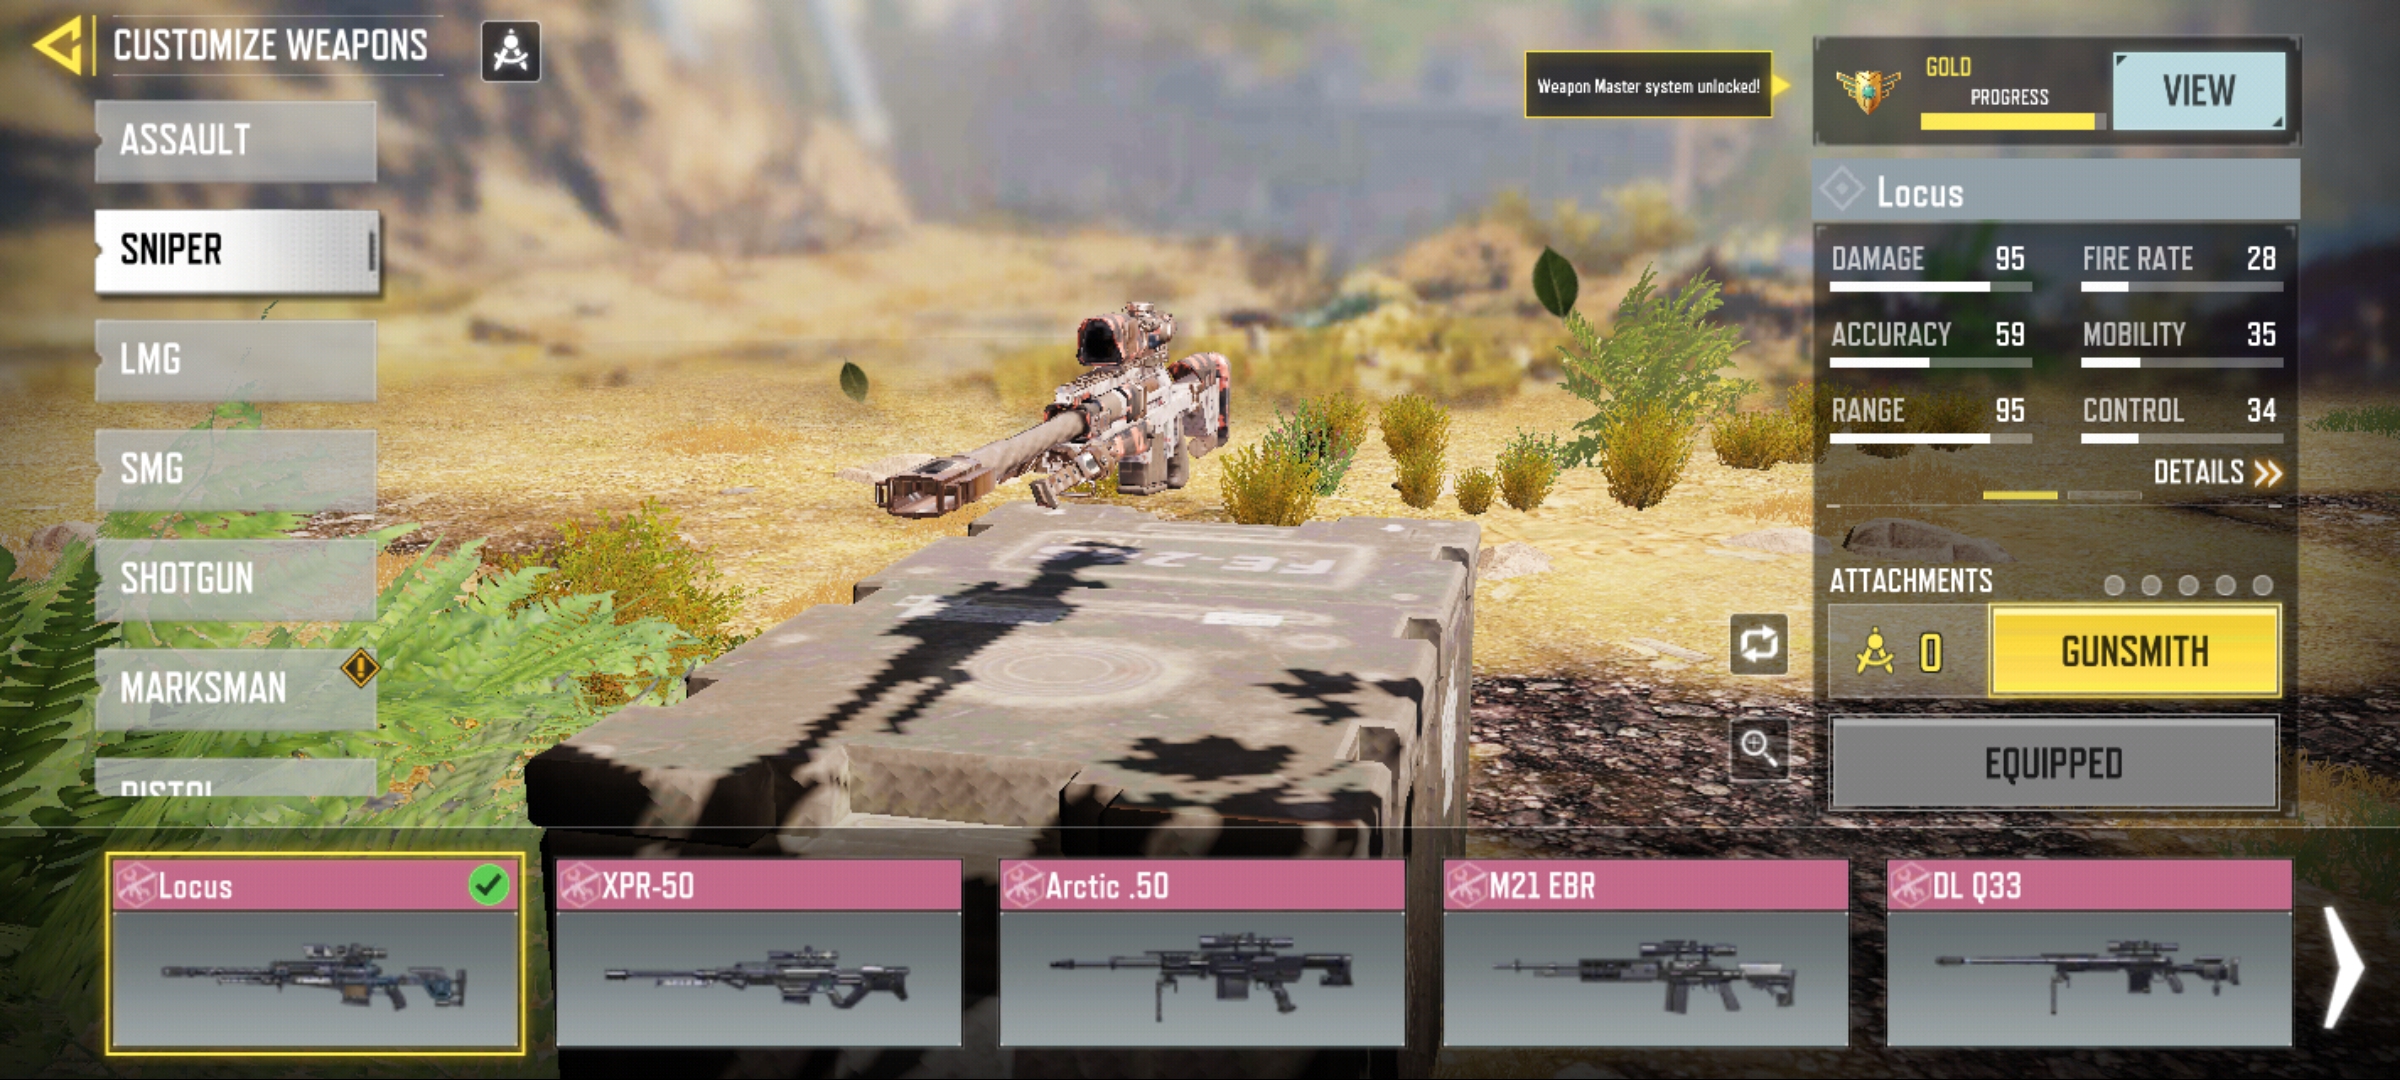 CUSTOMIZE WEAPONS
ASSAULT
SNIPER
LMG
SMG
SHOTGUN
MARKSMAN
PISTOL
Weapon Master system unlocked!
GOLD
PROGRESS
VIEW
Locus
DAMAGE 95 FIRE RATE 28
ACCURACY 59 MOBILITY 35
RANGE 95 CONTROL 34
DETAILS
ATTACHMENTS
0 GUNSMITH
EQUIPPED
Locus
XPR-50
Arctic .50
M21 EBR
DL Q33